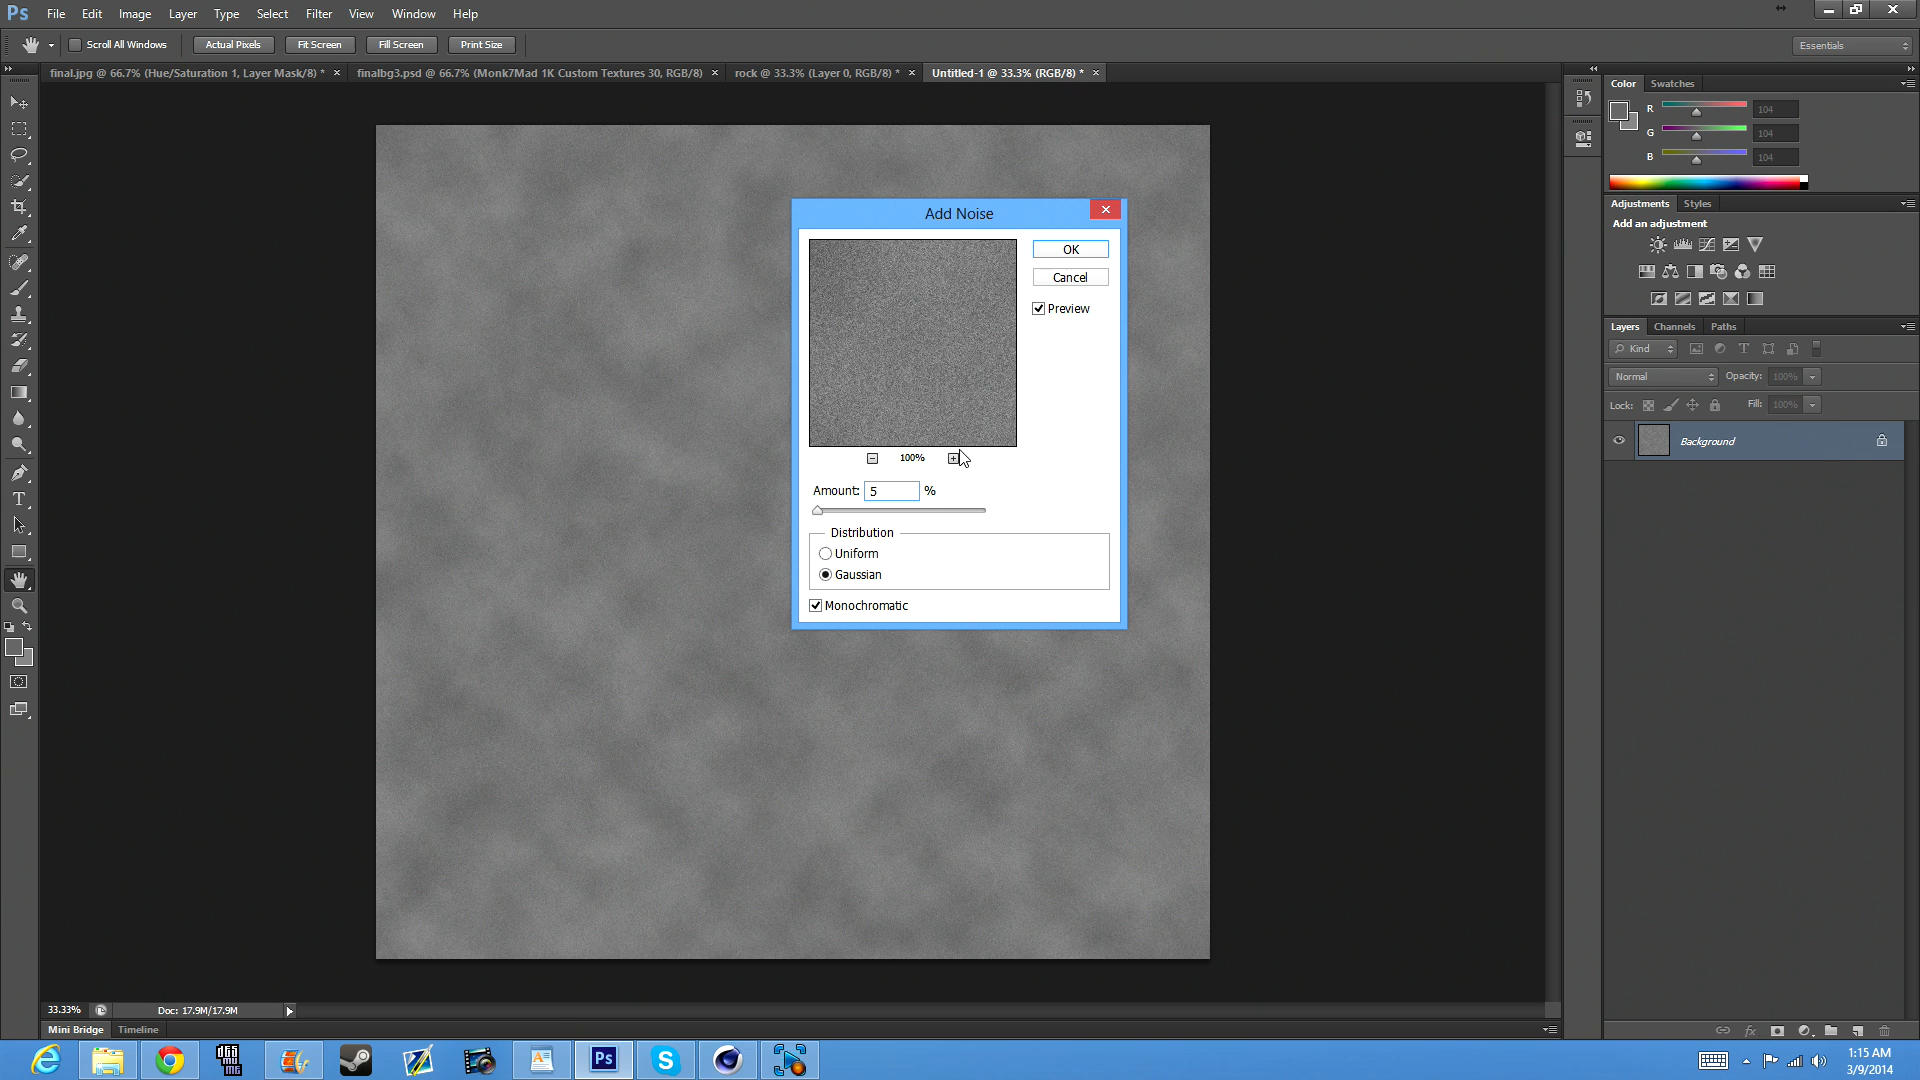 Ps File Edit Image Layer Type Select Filter View Window Help
Scroll All Windows Actual Pixels Fit Screen Fill Screen Print Size Essentials
final.jpg @ 66.7% (Hue/Saturation 1, Layer Mask/8) * × finalbg3.psd @ 66.7% (Monk7Mad 1K Custom Textures 30, RGB/8) × rock @ 33.3% (Layer 0, RGB/8) * × Untitled-1 @ 33.3% (RGB/8) * ×
Color Swatches
R 104
G 104
B 104
Adjustments Styles
Add an adjustment
Layers Channels Paths
Kind
Normal Opacity: 100%
Lock: Fill: 100%
Background
Add Noise
OK
Cancel
Preview
100%
Amount: 5 %
Distribution
Uniform
Gaussian
Monochromatic
T
33.33% Doc: 17.9M/17.9M
fx
Mini Bridge Timeline
Ps
1:15 AM
3/9/2014